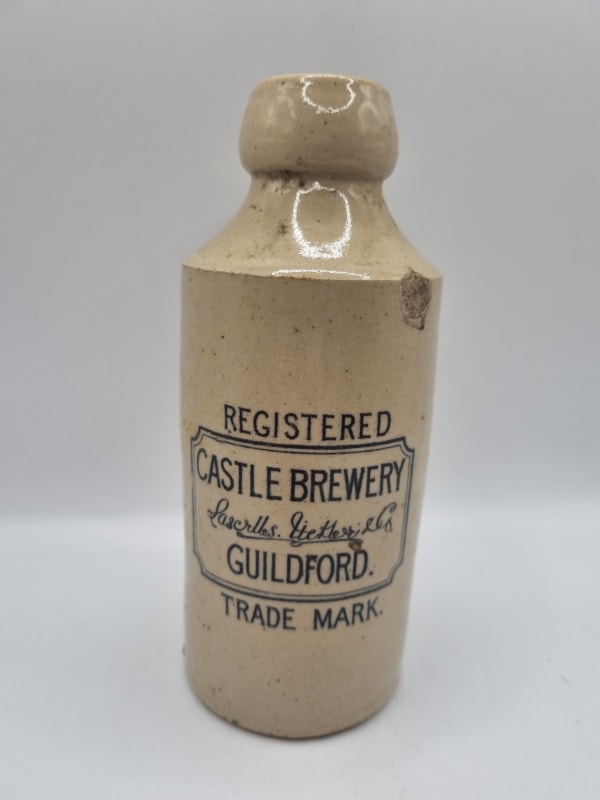 REGISTERED
CASTLE BREWERY
Lascelles, Tickner, & Co.
GUILDFORD.
TRADE MARK.